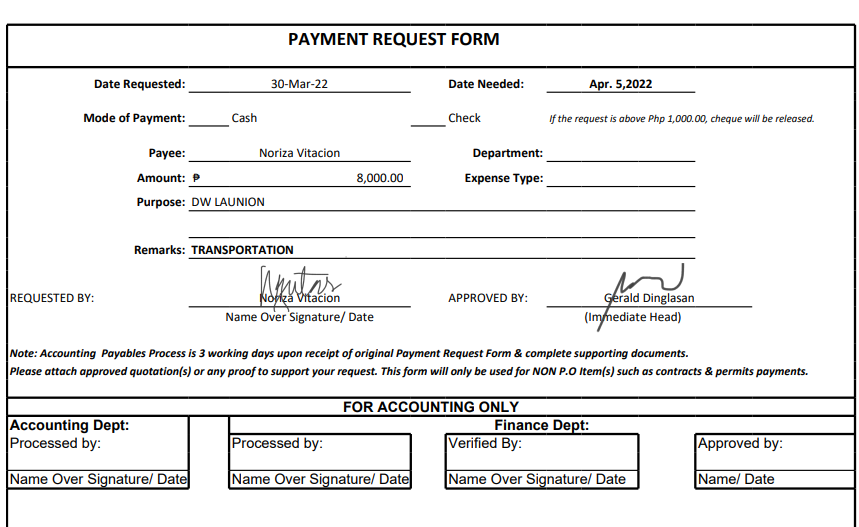 PAYMENT REQUEST FORM
Date Requested: 30-Mar-22 Date Needed: Apr. 5,2022
Mode of Payment: Cash Check If the request is above Php 1,000.00, cheque will be released.
Payee: Noriza Vitacion Department:
Amount: ₱ 8,000.00 Expense Type:
Purpose: DW LAUNION
Remarks: TRANSPORTATION
REQUESTED BY: Noriza Vitacion APPROVED BY: Gerald Dinglasan
Name Over Signature/ Date (Immediate Head)
Note: Accounting Payables Process is 3 working days upon receipt of original Payment Request Form & complete supporting documents.
Please attach approved quotation(s) or any proof to support your request. This form will only be used for NON P.O Item(s) such as contracts & permits payments.
FOR ACCOUNTING ONLY
Accounting Dept: Finance Dept:
Processed by: Processed by: Verified By: Approved by:
Name Over Signature/ Date Name Over Signature/ Date Name Over Signature/ Date Name/ Date